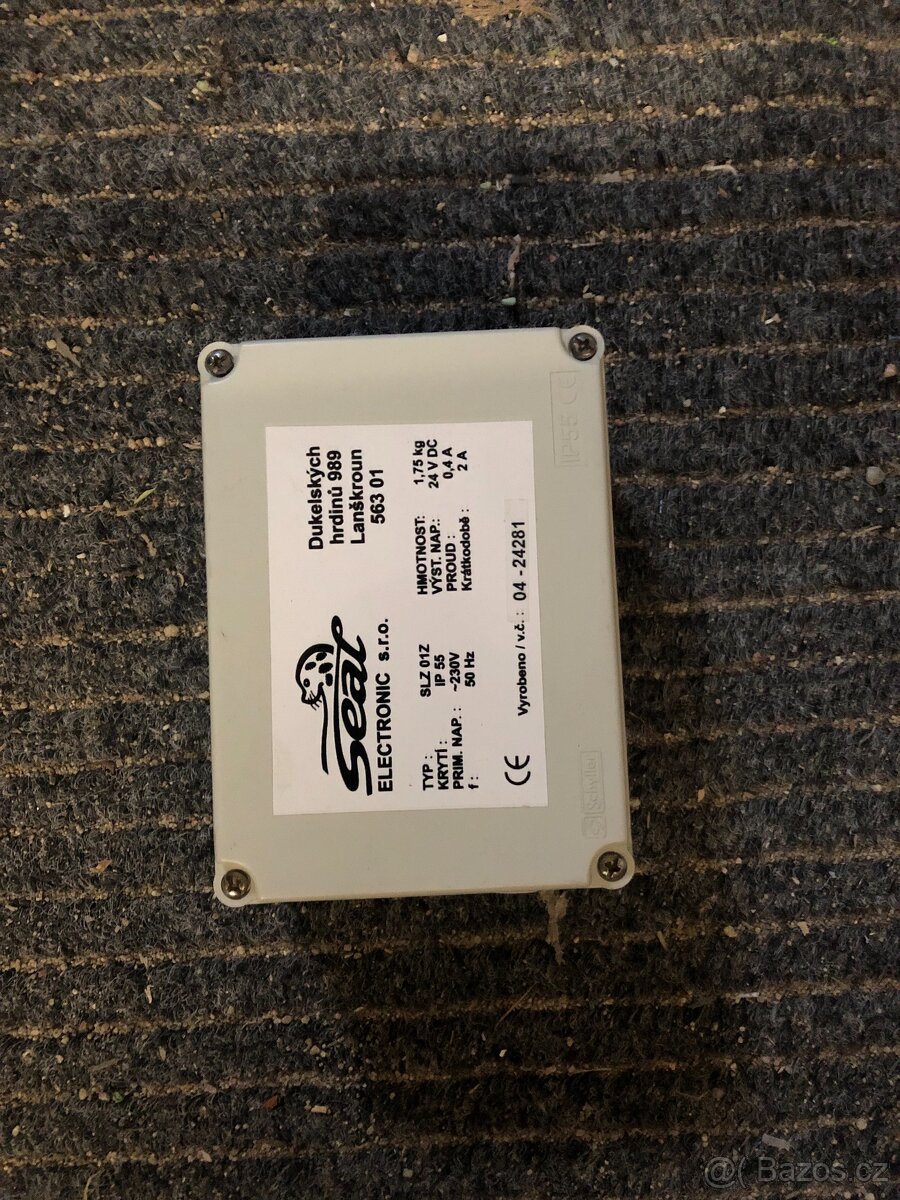 Seal
ELECTRONIC s.r.o.
Dukelských
hrdinů 989
Lanškroun
563 01
TYP : SLZ 01Z
KRYTÍ : IP 55
PRIM. NAP. : ~230V
f : 50 Hz
HMOTNOST: 1,75 kg
VÝST. NAP.: 24 V DC
PROUD : 0,4 A
Krátkodobě : 2 A
CE
Vyrobeno / v.č. : 04 - 24281
Schyller
IP55 CE
@( Bazos.cz